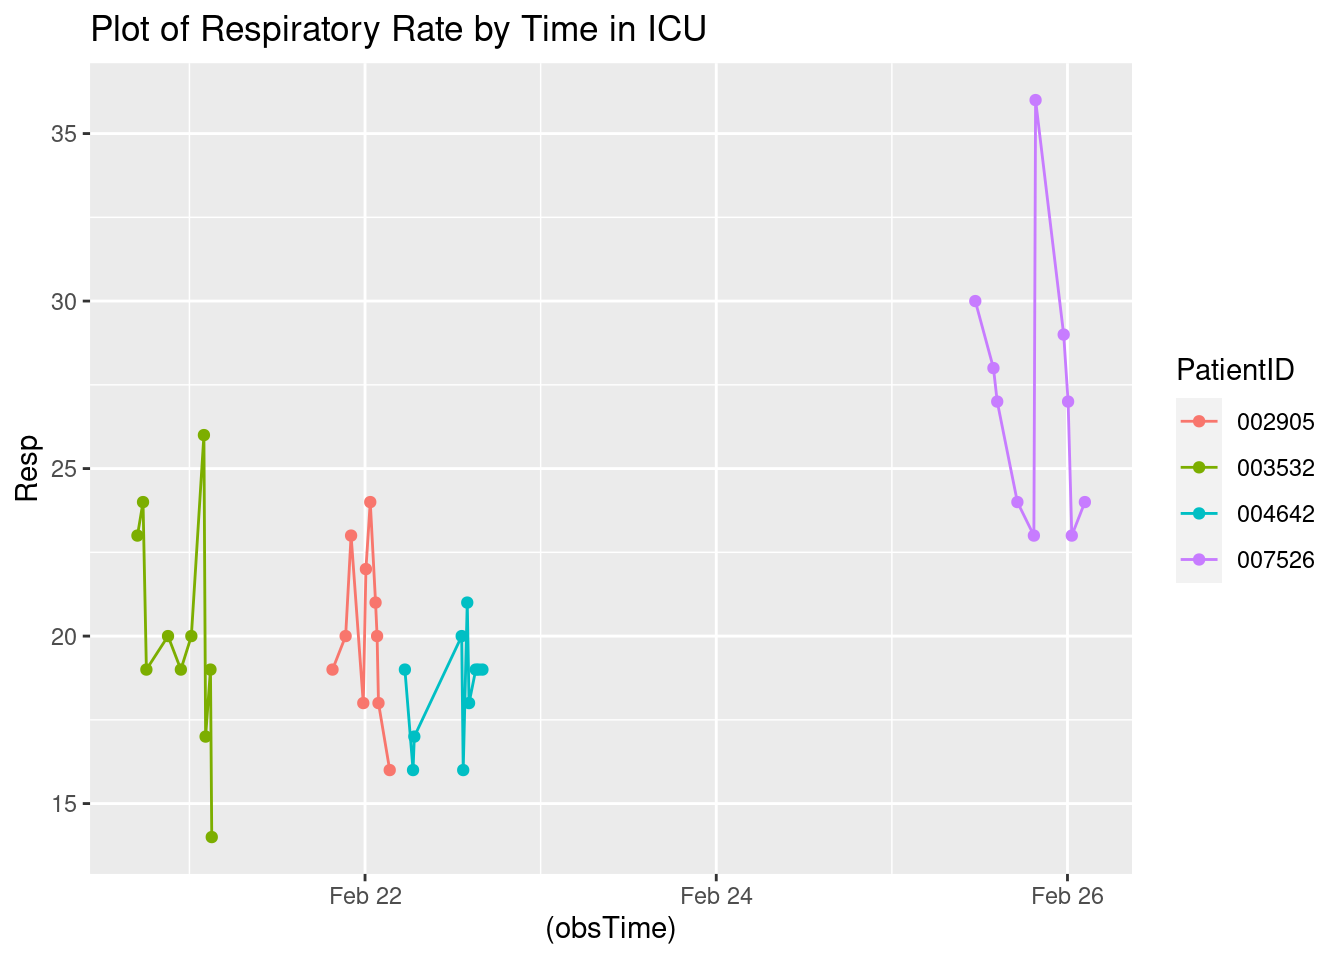 Plot of Respiratory Rate by Time in ICU
35
30
25
20
15
Resp
Feb 22
Feb 24
Feb 26
(obsTime)
PatientID
002905
003532
004642
007526